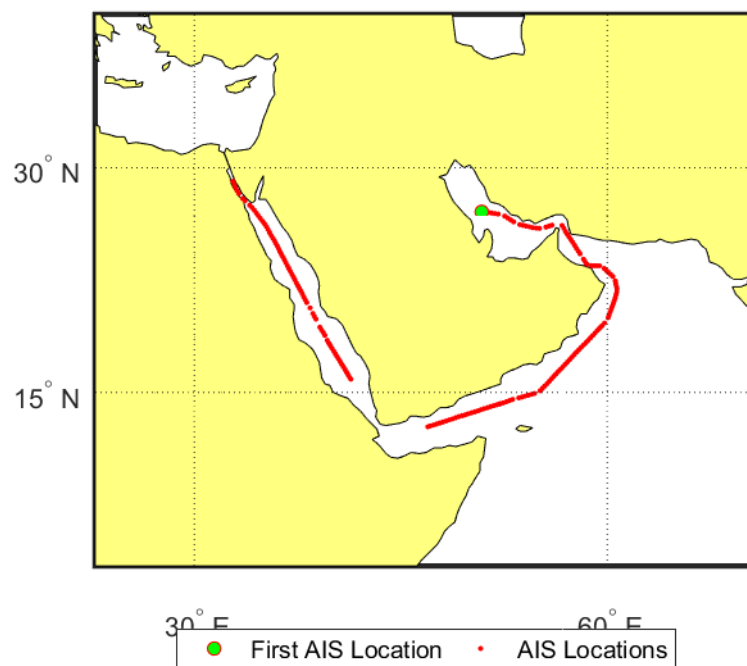 30° N
15° N
30° E
60° E
First AIS Location
AIS Locations